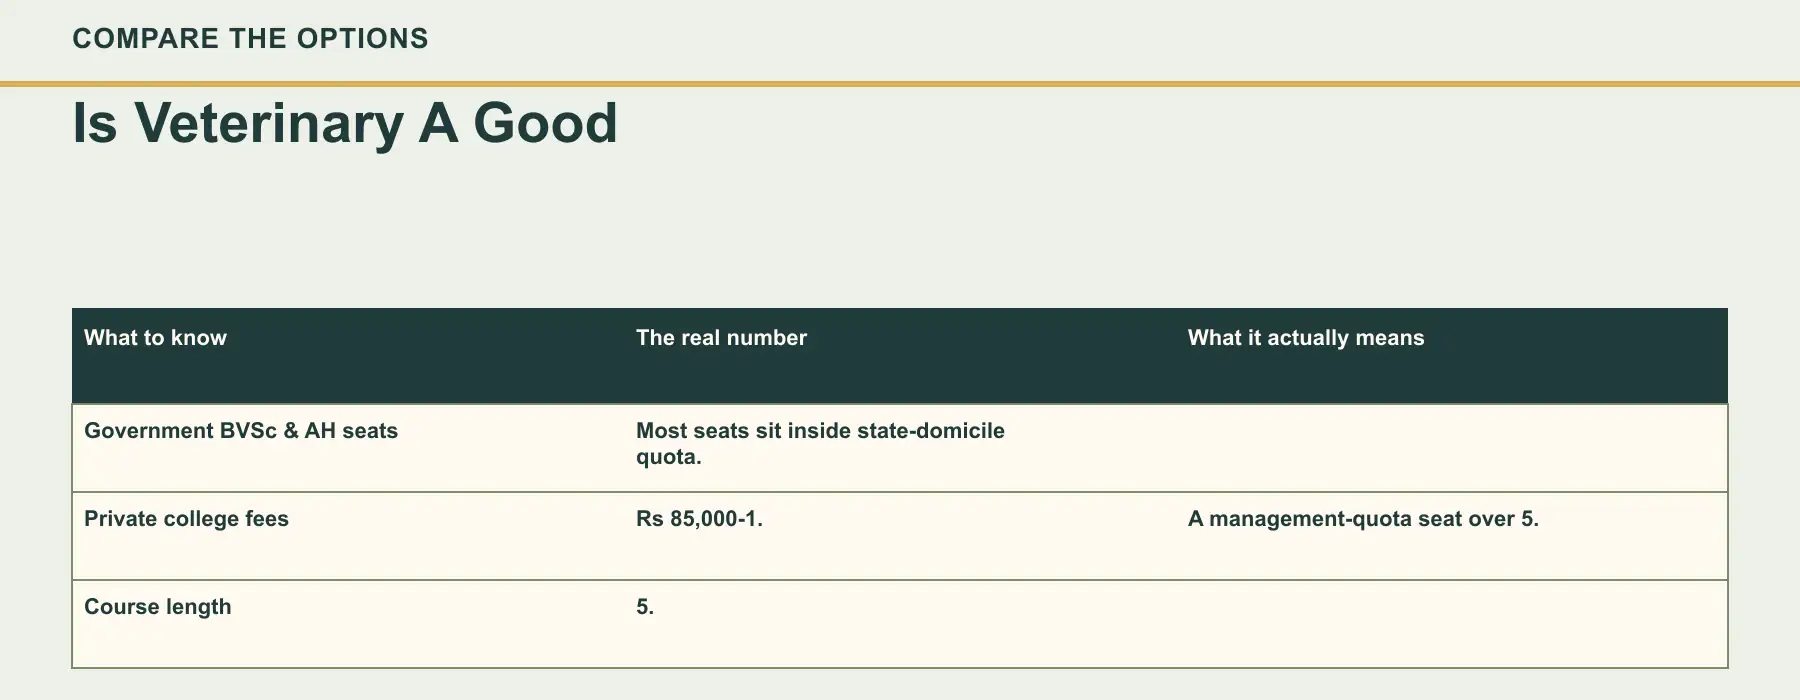 COMPARE THE OPTIONS
Is Veterinary A Good
What to know
The real number
What it actually means
Government BVSc & AH seats
Most seats sit inside state-domicile
quota.
Private college fees
Rs 85,000-1.
A management-quota seat over 5.
Course length
5.